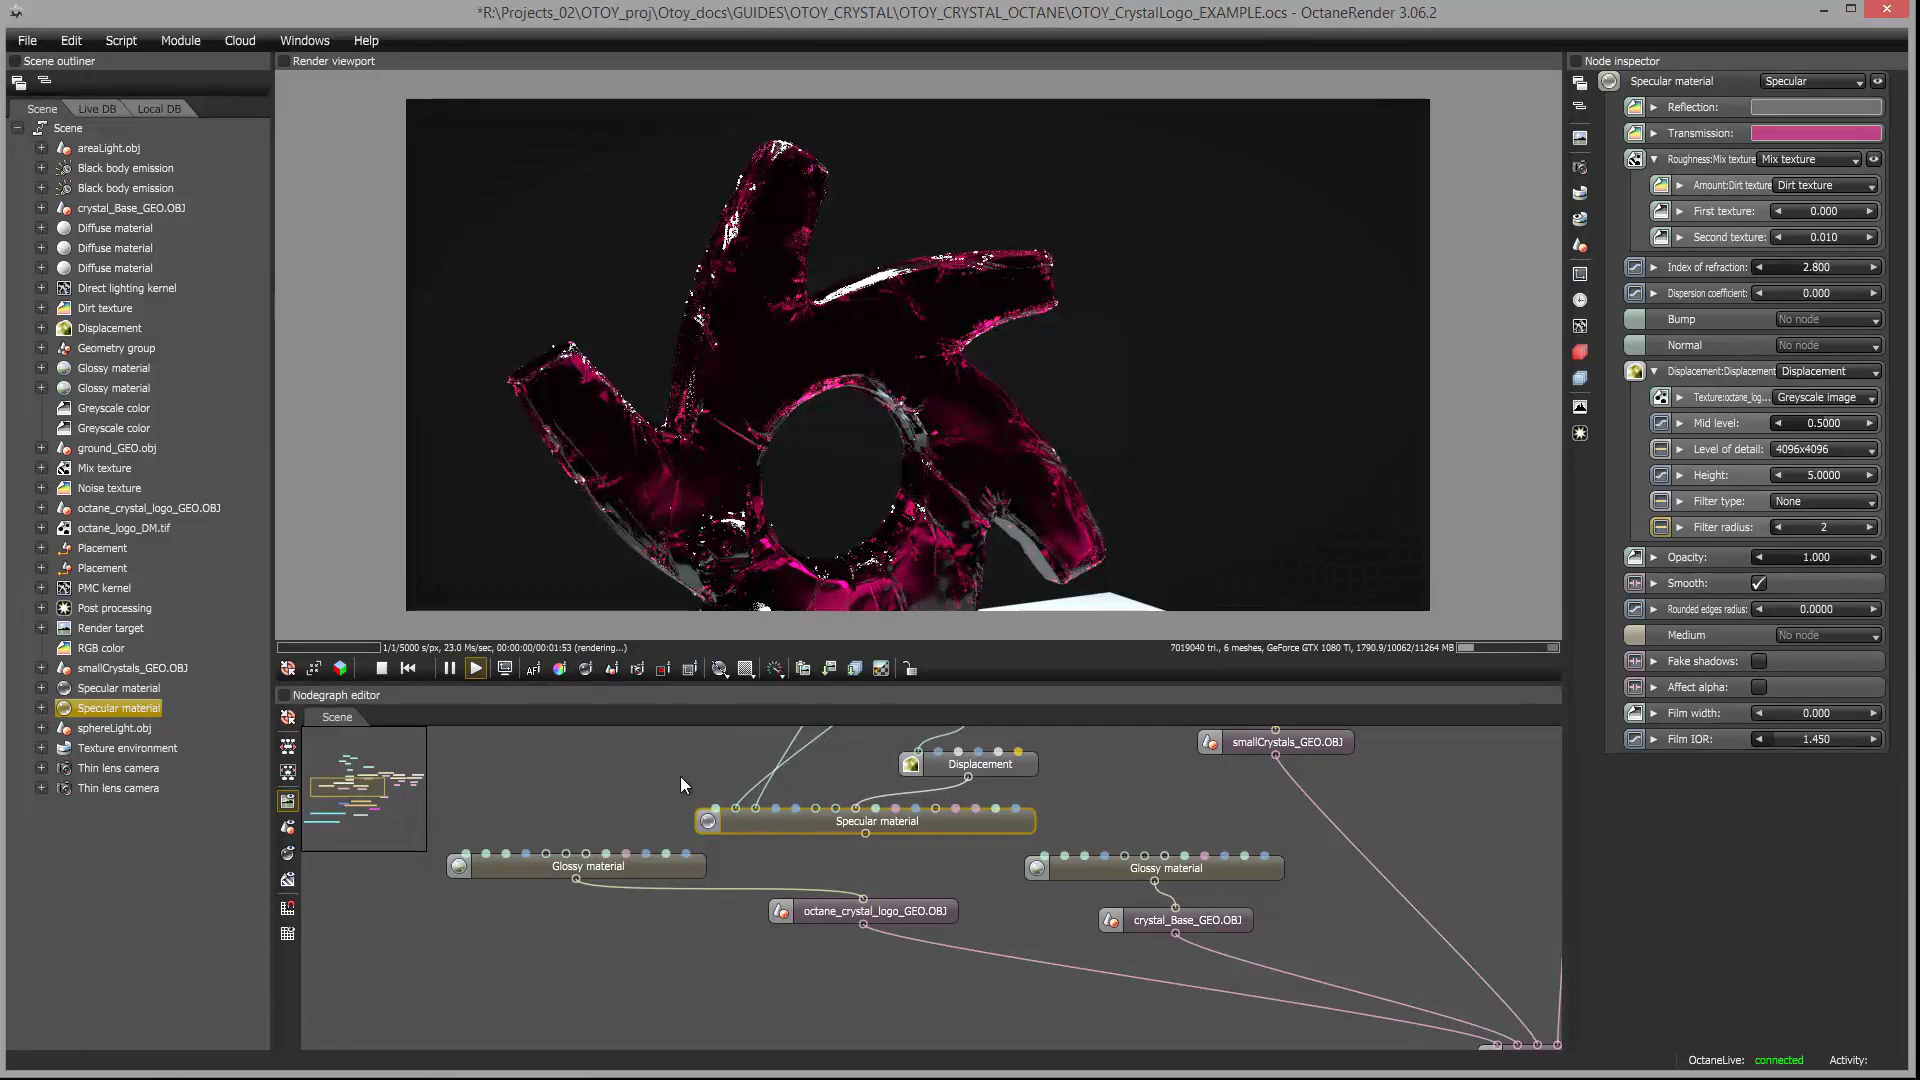 *R:\Projects_02\OTOY_proj\Otoy_docs\GUIDES\OTOY_CRYSTAL\OTOY_CRYSTAL_OCTANE\OTOY_CrystalLogo_EXAMPLE.ocs - OctaneRender 3.06.2
File Edit Script Module Cloud Windows Help
Scene outliner
Scene Live DB Local DB
Scene
areaLight.obj
Black body emission
Black body emission
crystal_Base_GEO.OBJ
Diffuse material
Diffuse material
Diffuse material
Direct lighting kernel
Dirt texture
Displacement
Geometry group
Glossy material
Glossy material
Greyscale color
Greyscale color
ground_GEO.obj
Mix texture
Noise texture
octane_crystal_logo_GEO.OBJ
octane_logo_DM.tif
Placement
Placement
PMC kernel
Post processing
Render target
RGB color
smallCrystals_GEO.OBJ
Specular material
Specular material
sphereLight.obj
Texture environment
Thin lens camera
Thin lens camera
Render viewport
1/1/5000 s/px, 23.0 Ms/sec, 00:00:00/00:01:53 (rendering...)
7019040 tri., 6 meshes, GeForce GTX 1080 Ti, 1790.9/10062/11264 MB
AF
Nodegraph editor
Scene
smallCrystals_GEO.OBJ
Displacement
Specular material
Glossy material
Glossy material
octane_crystal_logo_GEO.OBJ
crystal_Base_GEO.OBJ
Node inspector
Specular material Specular
Reflection:
Transmission:
Roughness:Mix texture Mix texture
Amount:Dirt texture Dirt texture
First texture: 0.000
Second texture: 0.010
Index of refraction: 2.800
Dispersion coefficient: 0.000
Bump No node
Normal No node
Displacement:Displacement Displacement
Texture:octane_log... Greyscale image
Mid level: 0.5000
Level of detail: 4096x4096
Height: 5.0000
Filter type: None
Filter radius: 2
Opacity: 1.000
Smooth:
Rounded edges radius: 0.0000
Medium No node
Fake shadows:
Affect alpha:
Film width: 0.000
Film IOR: 1.450
OctaneLive: connected Activity: